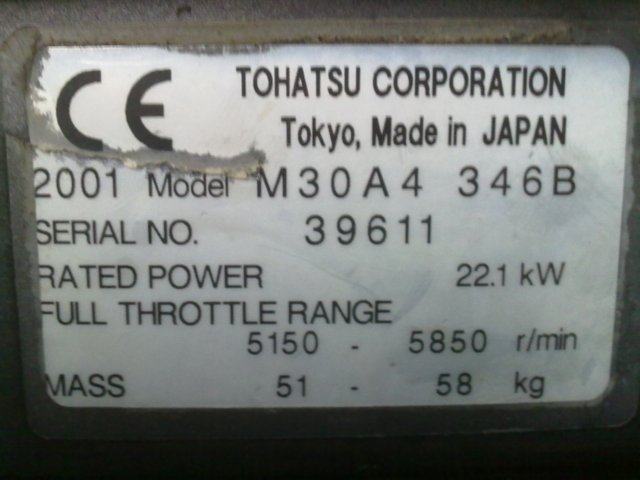 CE TOHATSU CORPORATION
Tokyo, Made in JAPAN
2001 Model M30A4 346B
SERIAL NO. 39611
RATED POWER 22.1 kW
FULL THROTTLE RANGE
5150 - 5850 r/min
MASS 51 - 58 kg